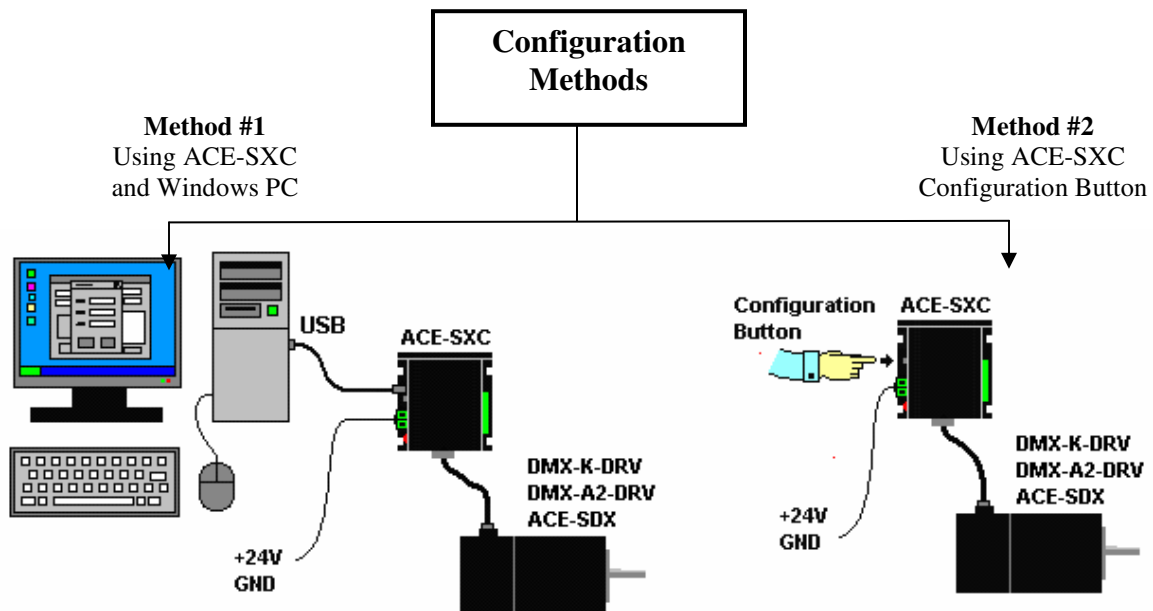 Configuration
Methods
Method #1
Using ACE-SXC
and Windows PC
Method #2
Using ACE-SXC
Configuration Button
USB
ACE-SXC
+24V
GND
DMX-K-DRV
DMX-A2-DRV
ACE-SDX
Configuration
Button
ACE-SXC
+24V
GND
DMX-K-DRV
DMX-A2-DRV
ACE-SDX